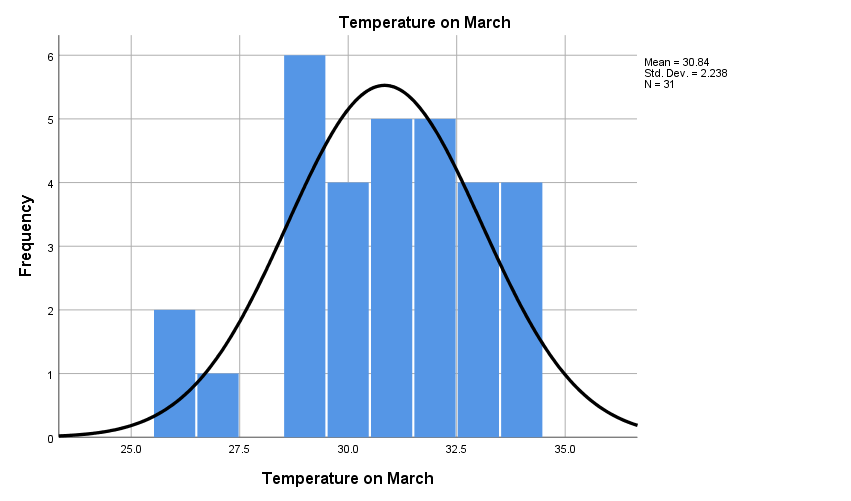 Temperature on March
Mean = 30.84
Std. Dev. = 2.238
N = 31
Frequency
6
5
4
3
2
1
0
25.0 27.5 30.0 32.5 35.0
Temperature on March